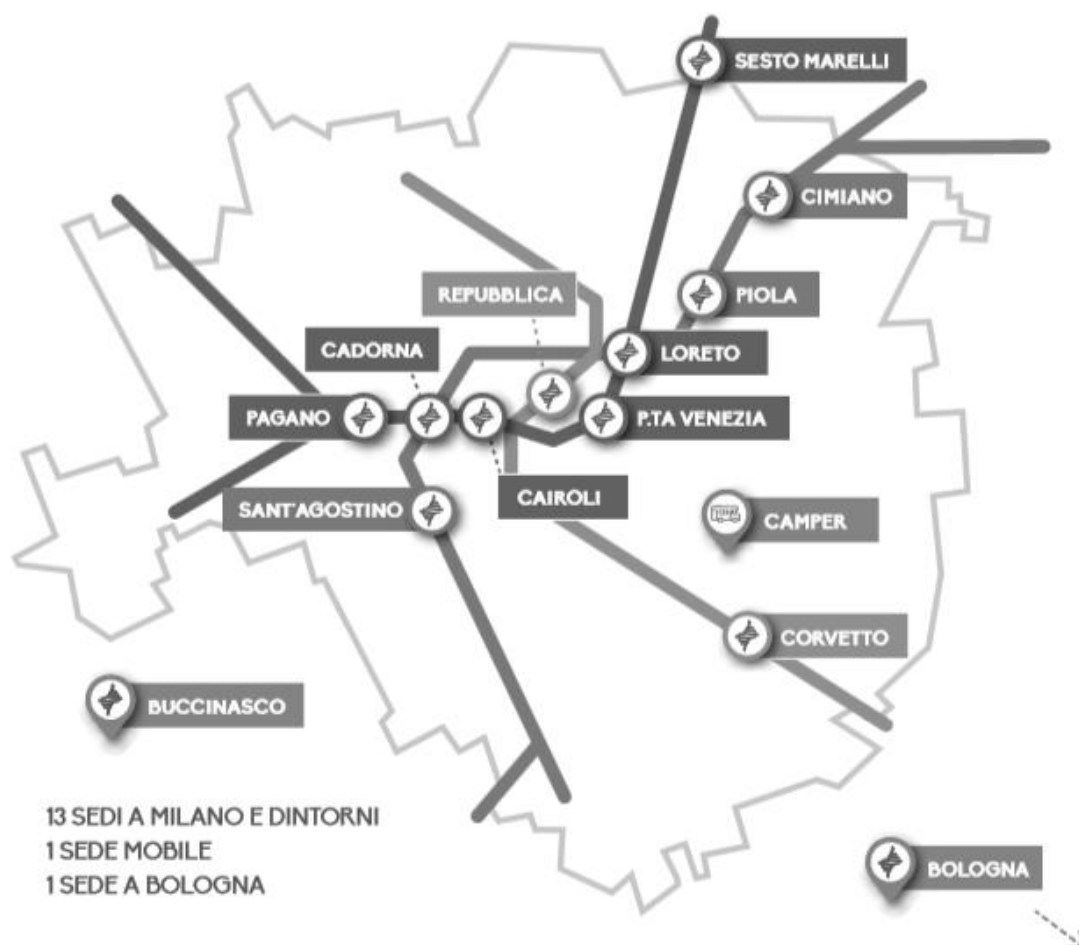 SESTO MARELLI
CIMIANO
REPUBBLICA
PIOLA
CADORNA
LORETO
PAGANO
P.TA VENEZIA
SANT'AGOSTINO
CAIROLI
CAMPER
CORVETTO
BUCCINASCO
13 SEDI A MILANO E DINTORNI
1 SEDE MOBILE
1 SEDE A BOLOGNA
BOLOGNA